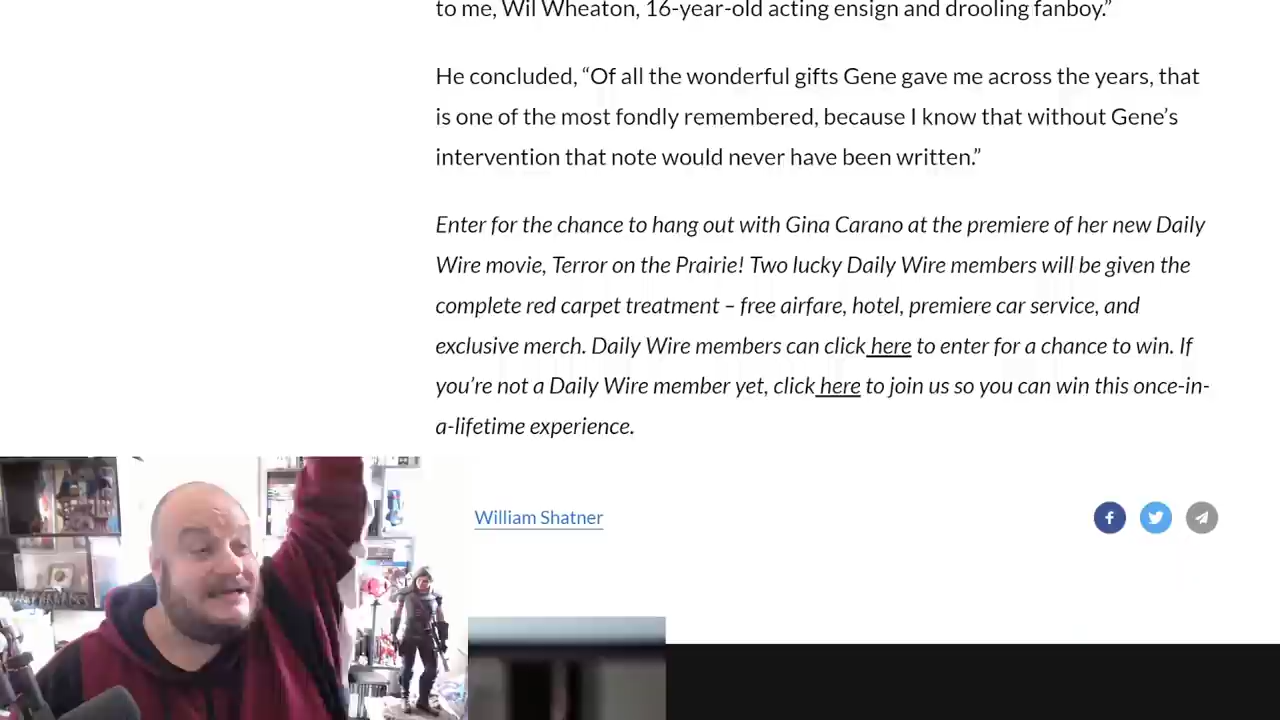 to me, Wil Wheaton, 16-year-old acting ensign and drooling fanboy.”
He concluded, “Of all the wonderful gifts Gene gave me across the years, that
is one of the most fondly remembered, because I know that without Gene’s
intervention that note would never have been written.”
Enter for the chance to hang out with Gina Carano at the premiere of her new Daily
Wire movie, Terror on the Prairie! Two lucky Daily Wire members will be given the
complete red carpet treatment – free airfare, hotel, premiere car service, and
exclusive merch. Daily Wire members can click here to enter for a chance to win. If
you’re not a Daily Wire member yet, click here to join us so you can win this once-in-
a-lifetime experience.
William Shatner